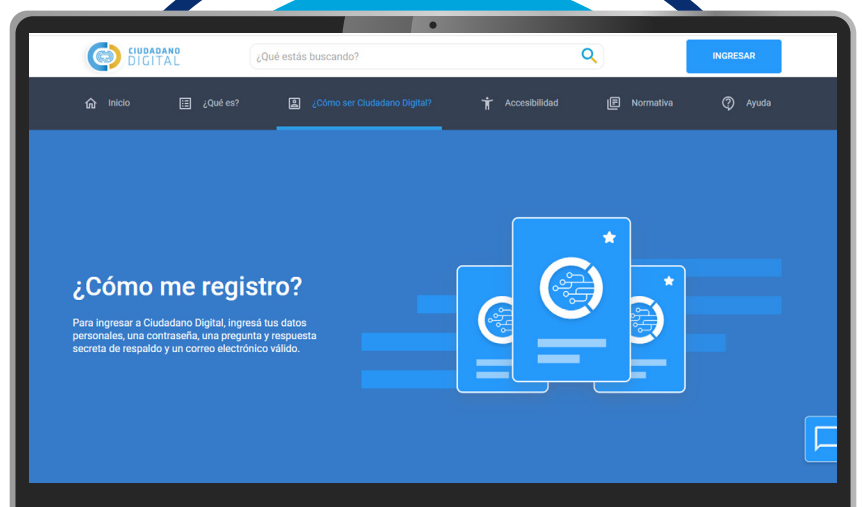 CIUDADANO
DIGITAL
¿Qué estás buscando?
INGRESAR
Inicio
¿Qué es?
¿Cómo ser Ciudadano Digital?
Accesibilidad
Normativa
Ayuda
¿Cómo me registro?
Para ingresar a Ciudadano Digital, ingresá tus datos
personales, una contraseña, una pregunta y respuesta
secreta de respaldo y un correo electrónico válido.